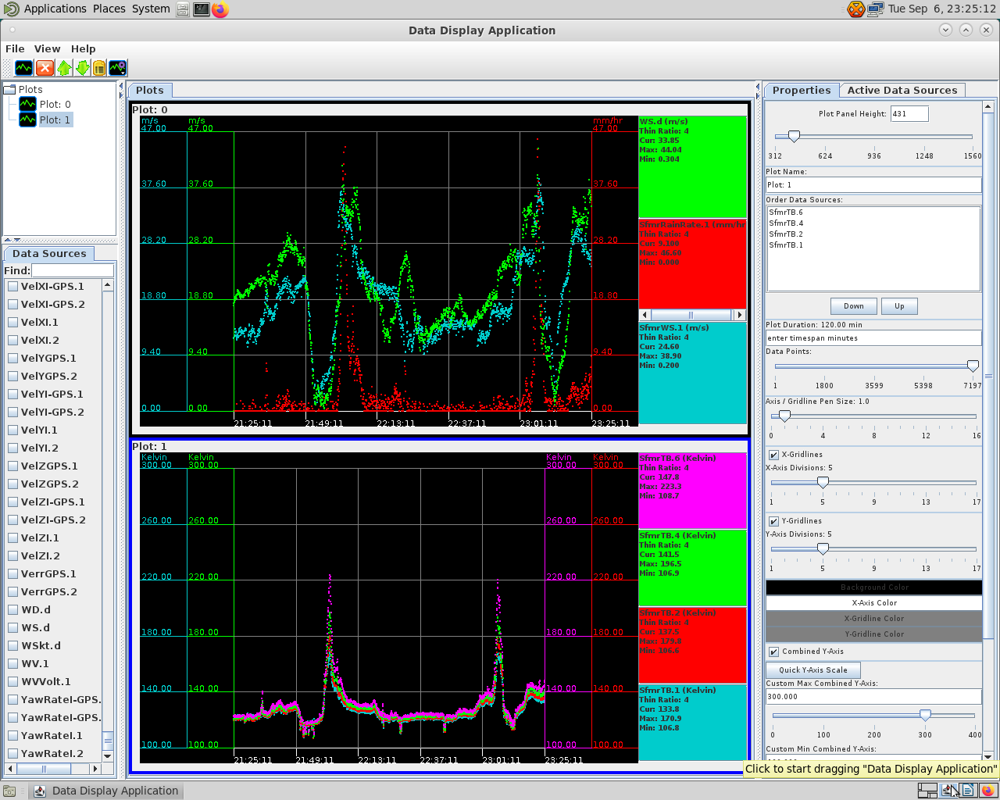 Applications Places System
Tue Sep 6, 23:25:12
Data Display Application
File View Help
Plots
Plot: 0
Plot: 1
Data Sources
Find:
VelXI-GPS.1
VelXI-GPS.2
VelXI.1
VelXI.2
VelYGPS.1
VelYGPS.2
VelYI-GPS.1
VelYI-GPS.2
VelYI.1
VelYI.2
VelZGPS.1
VelZGPS.2
VelZI-GPS.1
VelZI-GPS.2
VelZI.1
VelZI.2
VerrGPS.1
VerrGPS.2
WD.d
WS.d
WSkt.d
WV.1
WVVolt.1
YawRateI-GPS.
YawRateI-GPS.
YawRateI.1
YawRateI.2
Plots
Plot: 0
m/s m/s mm/hr
47.00 47.00 47.00
37.60 37.60 37.60
28.20 28.20 28.20
18.80 18.80 18.80
9.40 9.40 9.40
0.00 0.00 0.00
21:25:11 21:49:11 22:13:11 22:37:11 23:01:11 23:25:11
WS.d (m/s)
Thin Ratio: 4
Cur: 33.85
Max: 44.04
Min: 0.304
SfmrRainRate.1 (mm/hr
Thin Ratio: 4
Cur: 9.100
Max: 46.60
Min: 0.000
SfmrWS.1 (m/s)
Thin Ratio: 4
Cur: 24.60
Max: 38.90
Min: 0.200
Plot: 1
Kelvin Kelvin Kelvin Kelvin
300.00 300.00 300.00 300.00
260.00 260.00 260.00 260.00
220.00 220.00 220.00 220.00
180.00 180.00 180.00 180.00
140.00 140.00 140.00 140.00
100.00 100.00 100.00 100.00
21:25:11 21:49:11 22:13:11 22:37:11 23:01:11 23:25:11
SfmrTB.6 (Kelvin)
Thin Ratio: 4
Cur: 147.8
Max: 223.3
Min: 108.7
SfmrTB.4 (Kelvin)
Thin Ratio: 4
Cur: 141.5
Max: 196.5
Min: 106.9
SfmrTB.2 (Kelvin)
Thin Ratio: 4
Cur: 137.5
Max: 179.8
Min: 106.6
SfmrTB.1 (Kelvin)
Thin Ratio: 4
Cur: 133.8
Max: 170.9
Min: 106.8
Properties Active Data Sources
Plot Panel Height: 431
312 624 936 1248 1560
Plot Name:
Plot: 1
Order Data Sources:
SfmrTB.6
SfmrTB.4
SfmrTB.2
SfmrTB.1
Down Up
Plot Duration: 120.00 min
enter timespan minutes
Data Points:
1 1800 3599 5398 7197
Axis / Gridline Pen Size: 1.0
0 4 8 12 16
X-Gridlines
X-Axis Divisions: 5
1 5 9 13 17
Y-Gridlines
Y-Axis Divisions: 5
1 5 9 13 17
Background Color
X-Axis Color
X-Gridline Color
Y-Gridline Color
Combined Y-Axis
Quick Y-Axis Scale
Custom Max Combined Y-Axis:
300.000
0 100 200 300 400
Custom Min Combined Y-Axis:
Click to start dragging "Data Display Application"
Data Display Application